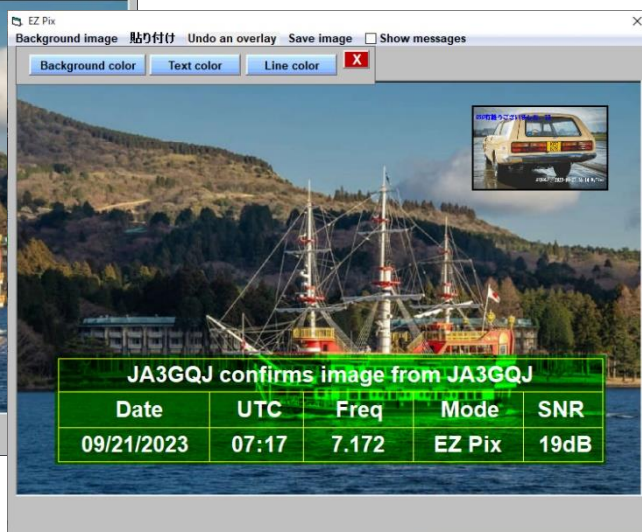 EZ Pix
Background image 貼り付け Undo an overlay Save image Show messages
Background color Text color Line color X
JA3GQJ confirms image from JA3GQJ
Date UTC Freq Mode SNR
09/21/2023 07:17 7.172 EZ Pix 19dB